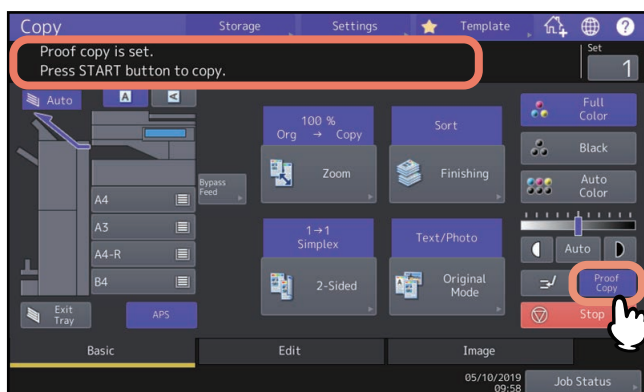 Copy
Storage
Settings
Template
?
Proof copy is set.
Press START button to copy.
Set
1
Auto
A
A
A4
A3
A4-R
B4
Bypass
Feed
Exit
Tray
APS
100 %
Org → Copy
Zoom
Sort
Finishing
1→1
Simplex
2-Sided
Text/Photo
Original
Mode
Full
Color
Black
Auto
Color
Auto
Proof
Copy
Stop
Basic
Edit
Image
05/10/2019
09:58
Job Status